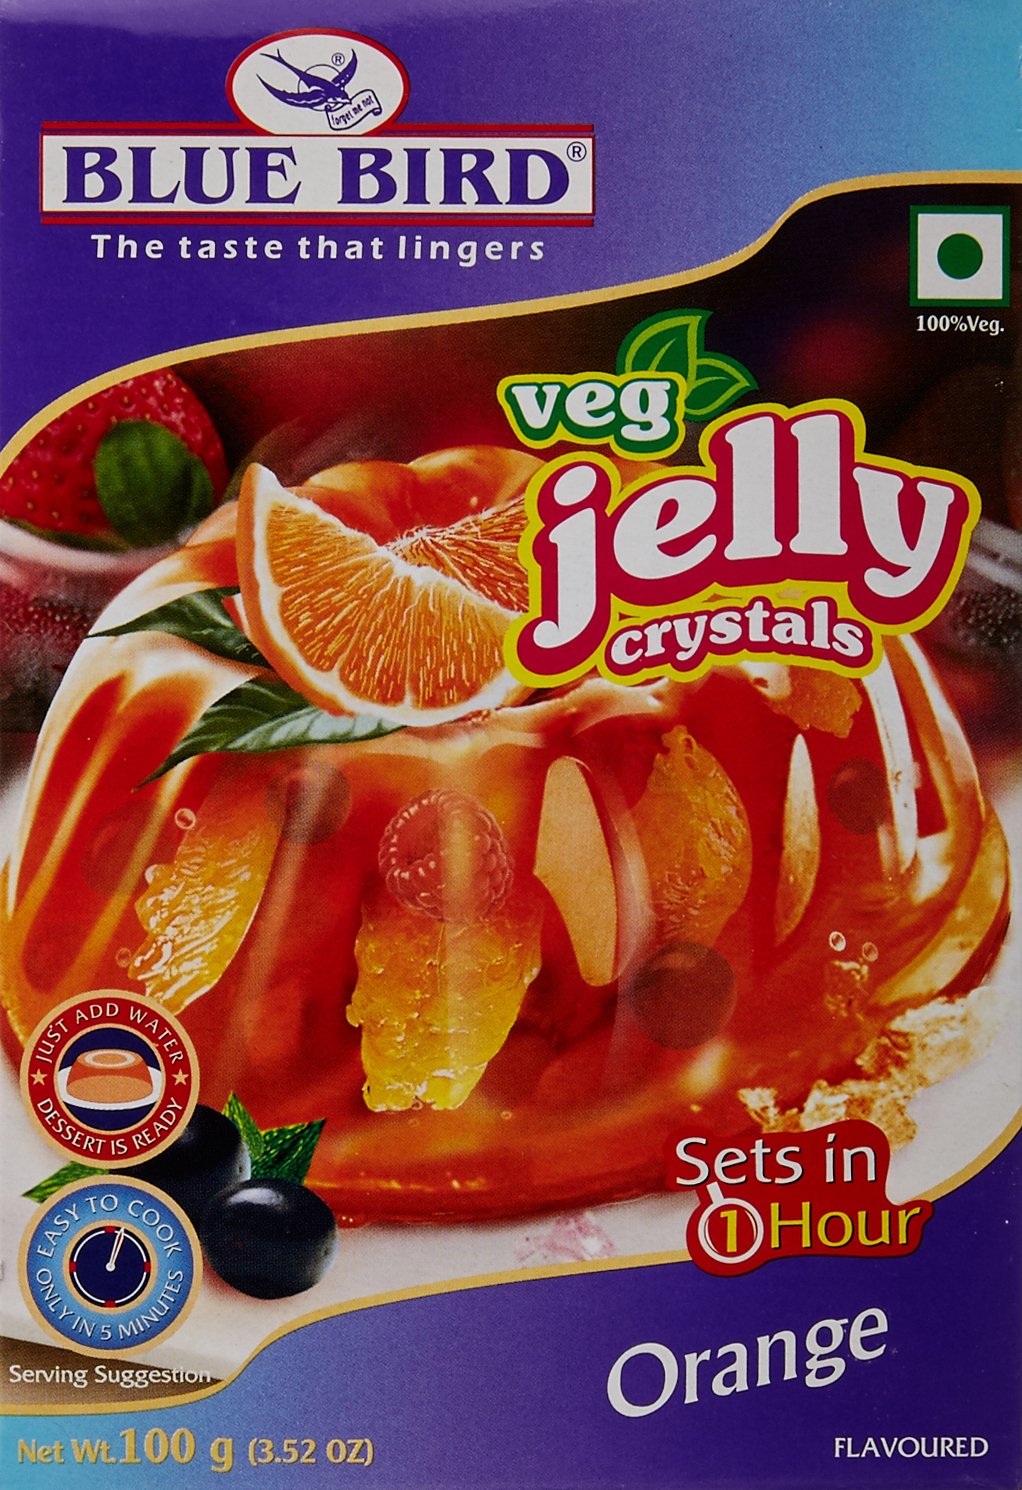 ®
forget me not
BLUE BIRD®
The taste that lingers
100%Veg.
veg
jelly
crystals
JUST ADD WATER
DESSERT IS READY
EASY TO COOK
ONLY IN 5 MINUTES
Sets in
1 Hour
Serving Suggestion
Orange
Net Wt.100 g (3.52 OZ)
FLAVOURED